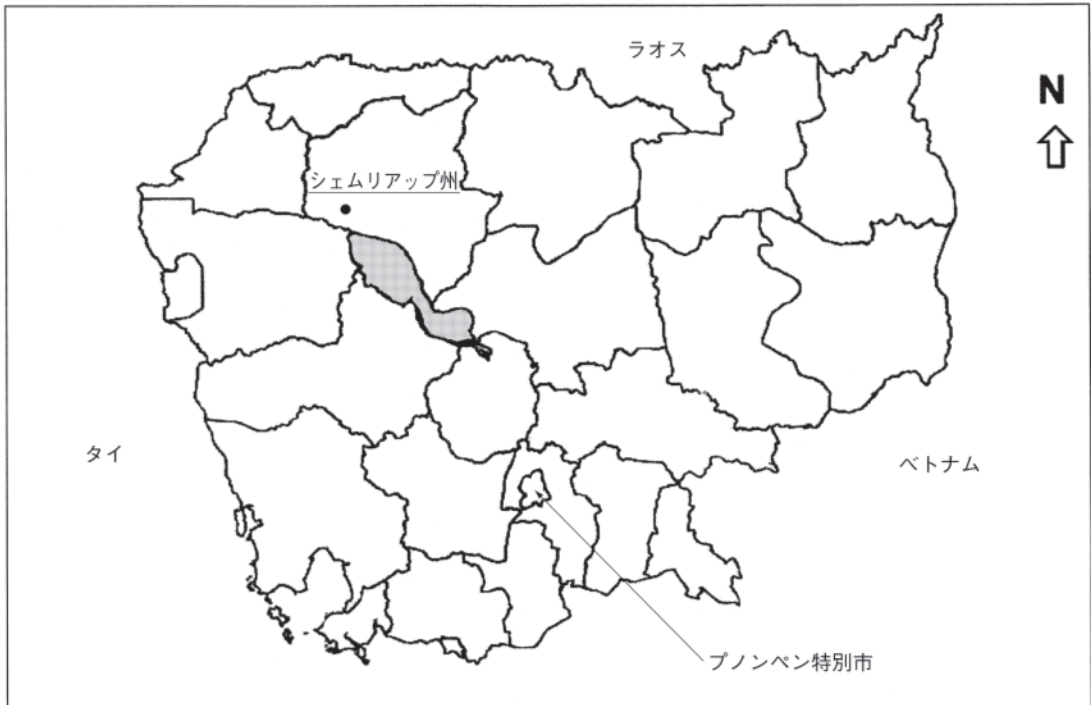 ラオス
N
シェムリアップ州
タイ
ベトナム
プノンペン特別市